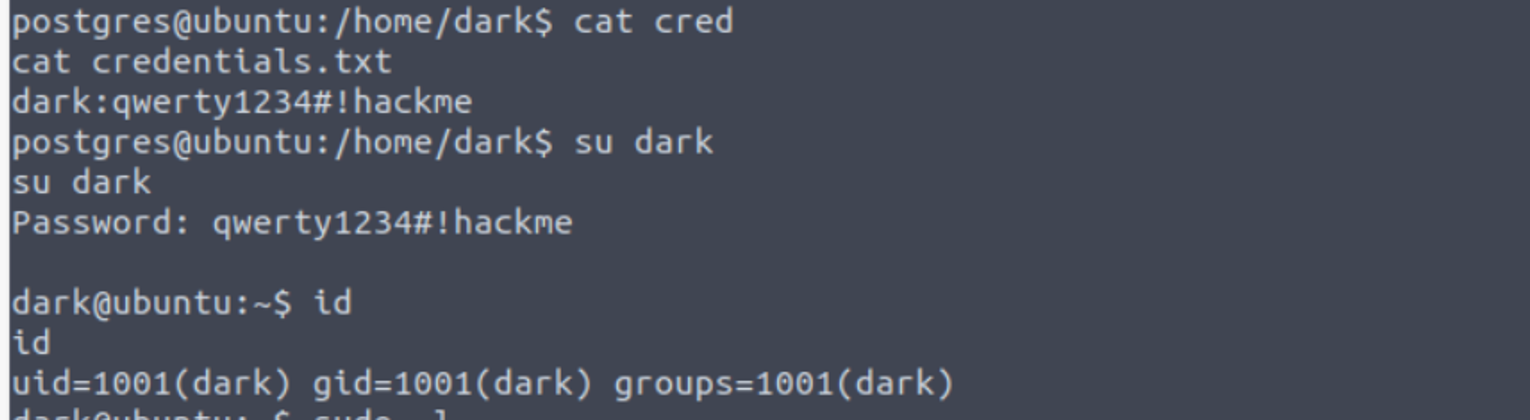 postgres@ubuntu:/home/dark$ cat cred
cat credentials.txt
dark:qwerty1234#!hackme
postgres@ubuntu:/home/dark$ su dark
su dark
Password: qwerty1234#!hackme
dark@ubuntu:~$ id
id
uid=1001(dark) gid=1001(dark) groups=1001(dark)